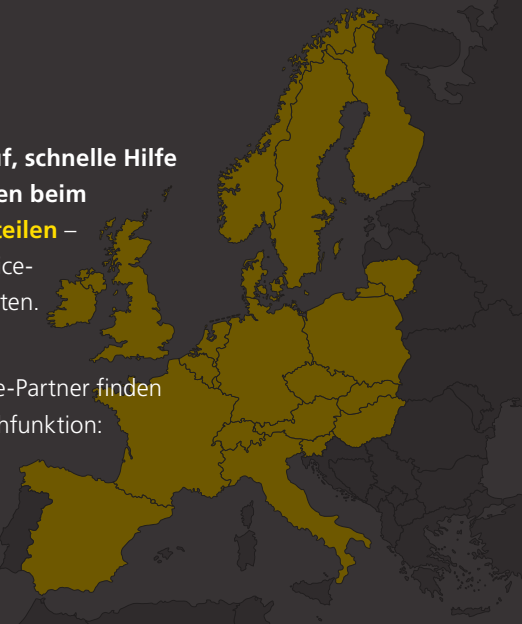 f, schnelle Hilfe
en beim
teilen –
ce-
ten.
e-Partner finden
nfunktion: